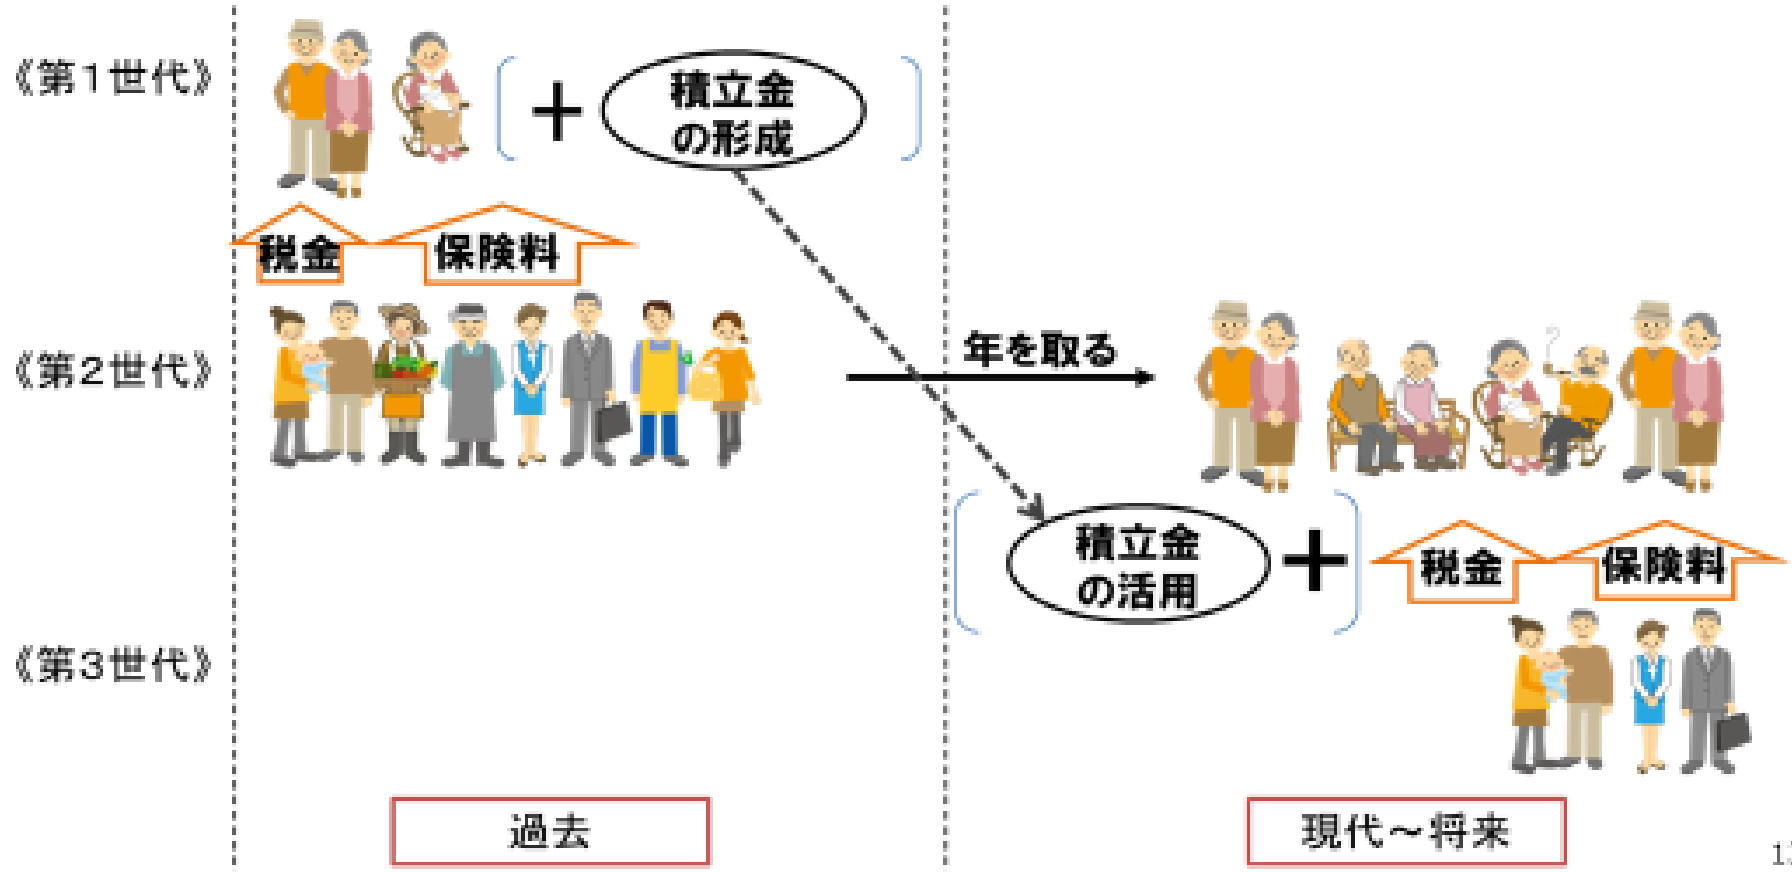 《第1世代》
＋
積立金
の形成
税金
保険料
《第2世代》
年を取る
積立金
の活用
＋
税金
保険料
《第3世代》
過去
現代～将来